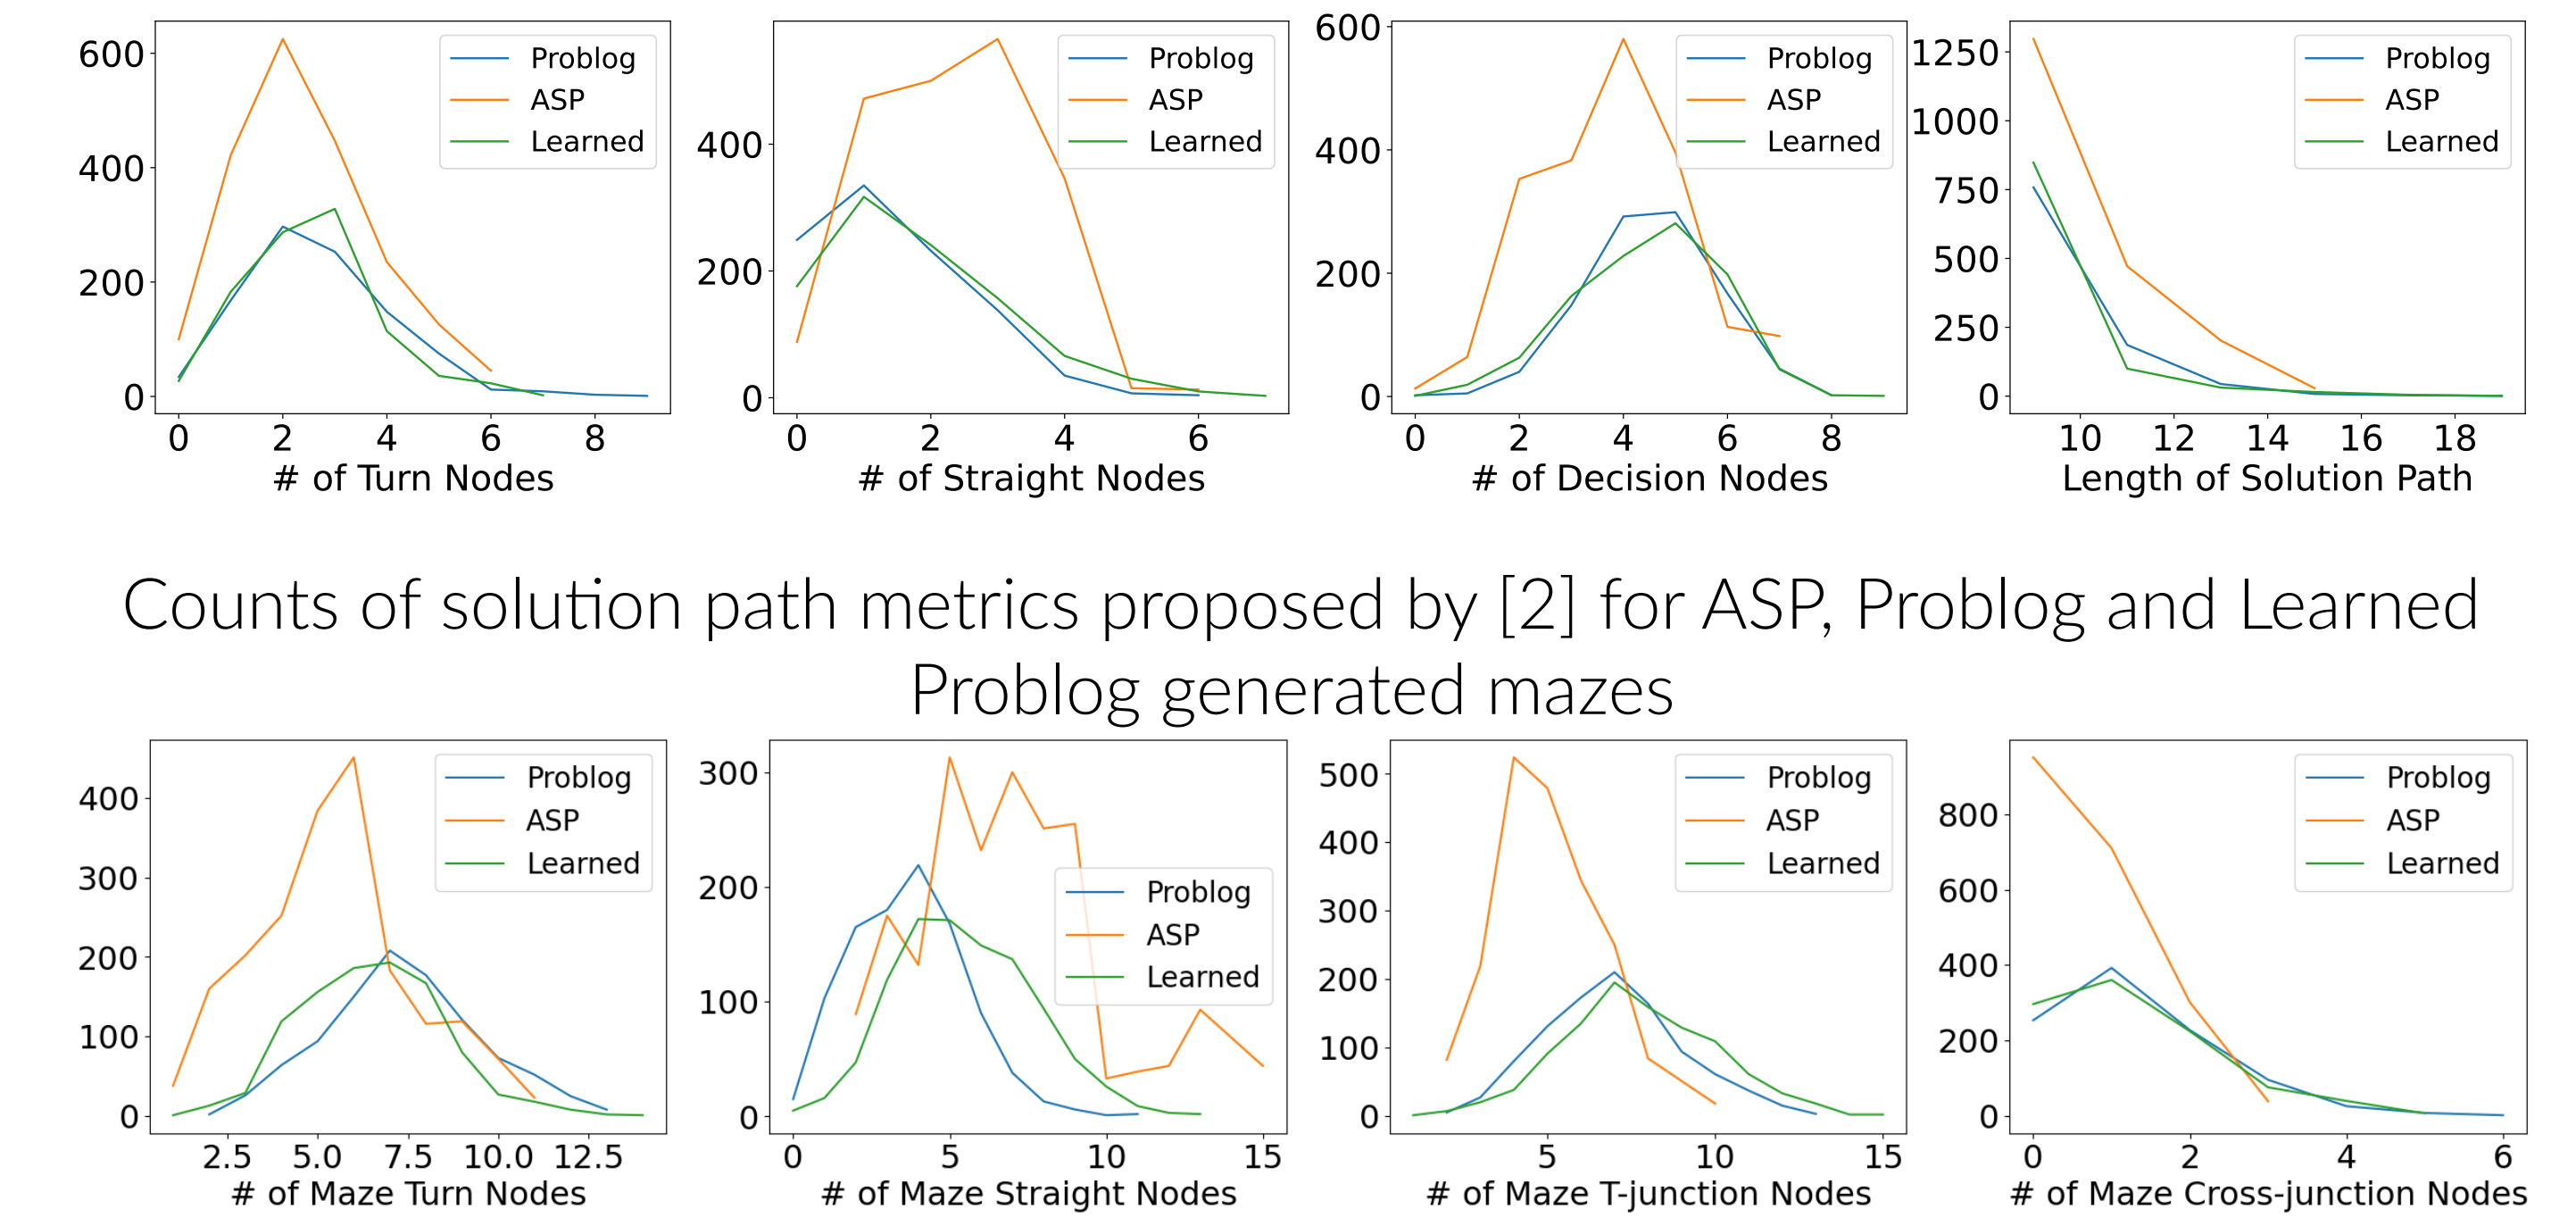 600
400
200
0
0 2 4 6 8
# of Turn Nodes
Problog
ASP
Learned
400
200
0
0 2 4 6
# of Straight Nodes
Problog
ASP
Learned
600
400
200
0
0 2 4 6 8
# of Decision Nodes
Problog
ASP
Learned
1250
1000
750
500
250
0
10 12 14 16 18
Length of Solution Path
Problog
ASP
Learned
Counts of solution path metrics proposed by [2] for ASP, Problog and Learned
Problog generated mazes
400
300
200
100
0
2.5 5.0 7.5 10.0 12.5
# of Maze Turn Nodes
Problog
ASP
Learned
300
200
100
0
0 5 10 15
# of Maze Straight Nodes
Problog
ASP
Learned
500
400
300
200
100
0
5 10 15
# of Maze T-junction Nodes
Problog
ASP
Learned
800
600
400
200
0
0 2 4 6
# of Maze Cross-junction Nodes
Problog
ASP
Learned